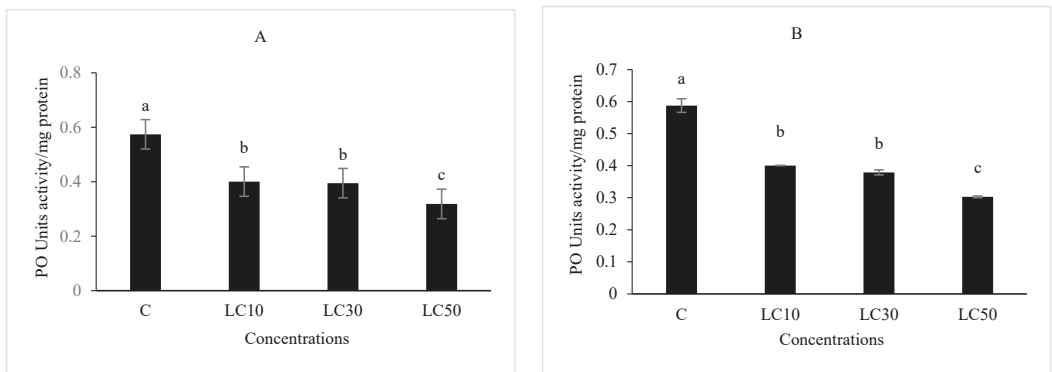 A
PO Units activity/mg protein
0.8
0.6
0.4
0.2
0
a
b
b
c
C
LC10
LC30
LC50
Concentrations
B
PO Units activity/mg protein
0.7
0.6
0.5
0.4
0.3
0.2
0.1
0
a
b
b
c
C
LC10
LC30
LC50
Concentrations